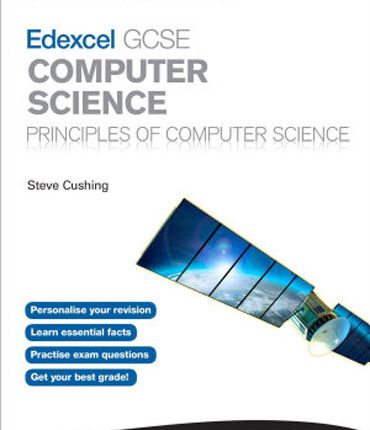 Edexcel GCSE
COMPUTER
SCIENCE
PRINCIPLES OF COMPUTER SCIENCE
Steve Cushing
Personalise your revision
Learn essential facts
Practise exam questions
Get your best grade!